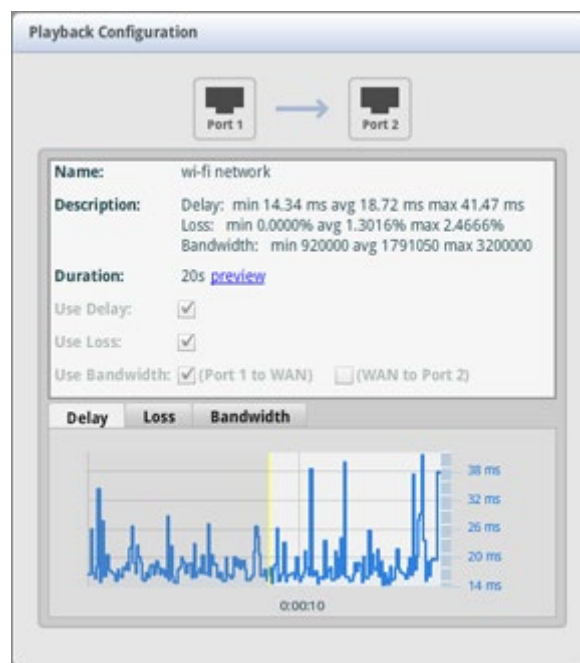 Playback Configuration
Port 1
Port 2
Name: wi-fi network
Description: Delay: min 14.34 ms avg 18.72 ms max 41.47 ms
Loss: min 0.0000% avg 1.3016% max 2.4666%
Bandwidth: min 920000 avg 1791050 max 3200000
Duration: 20s preview
Use Delay:
Use Loss:
Use Bandwidth: (Port 1 to WAN) (WAN to Port 2)
Delay Loss Bandwidth
38 ms
32 ms
26 ms
20 ms
14 ms
0:00:10